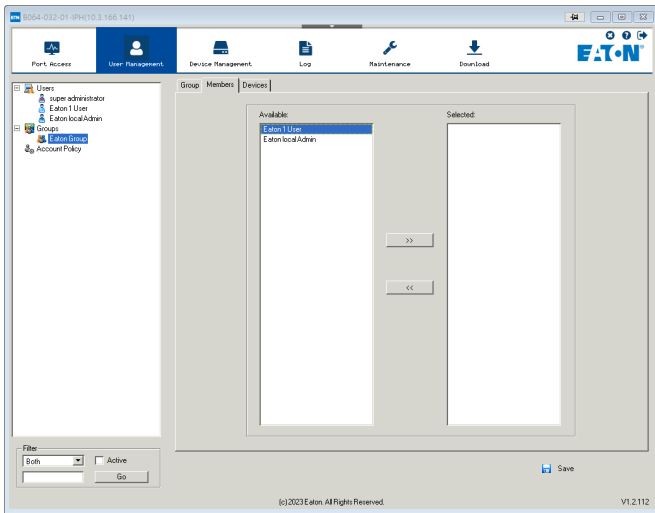 B064-032-01-IPH(10.3.166.141)
Port Access
User Management
Device Management
Log
Maintenance
Download
EATON
Users
super administrator
Eaton 1 User
Eaton local Admin
Groups
Eaton Group
Account Policy
Group
Members
Devices
Available:
Eaton 1 User
Eaton local Admin
>>
<<
Selected:
Filter
Both
Active
Go
Save
(c) 2023 Eaton. All Rights Reserved.
V1.2.112